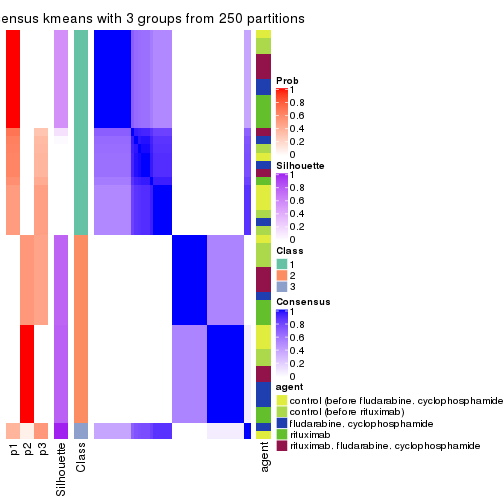 ensus kmeans with 3 groups from 250 partitions
Prob
1
0.8
0.6
0.4
0.2
0
Silhouette
1
0.8
0.6
0.4
0.2
0
Class
1
2
3
Consensus
1
0.8
0.6
0.4
0.2
0
agent
control (before fludarabine. cyclophosphamide
control (before rituximab)
fludarabine. cyclophosphamide
rituximab
rituximab. fludarabine. cyclophosphamide
p1
p2
p3
Silhouette
Class
agent